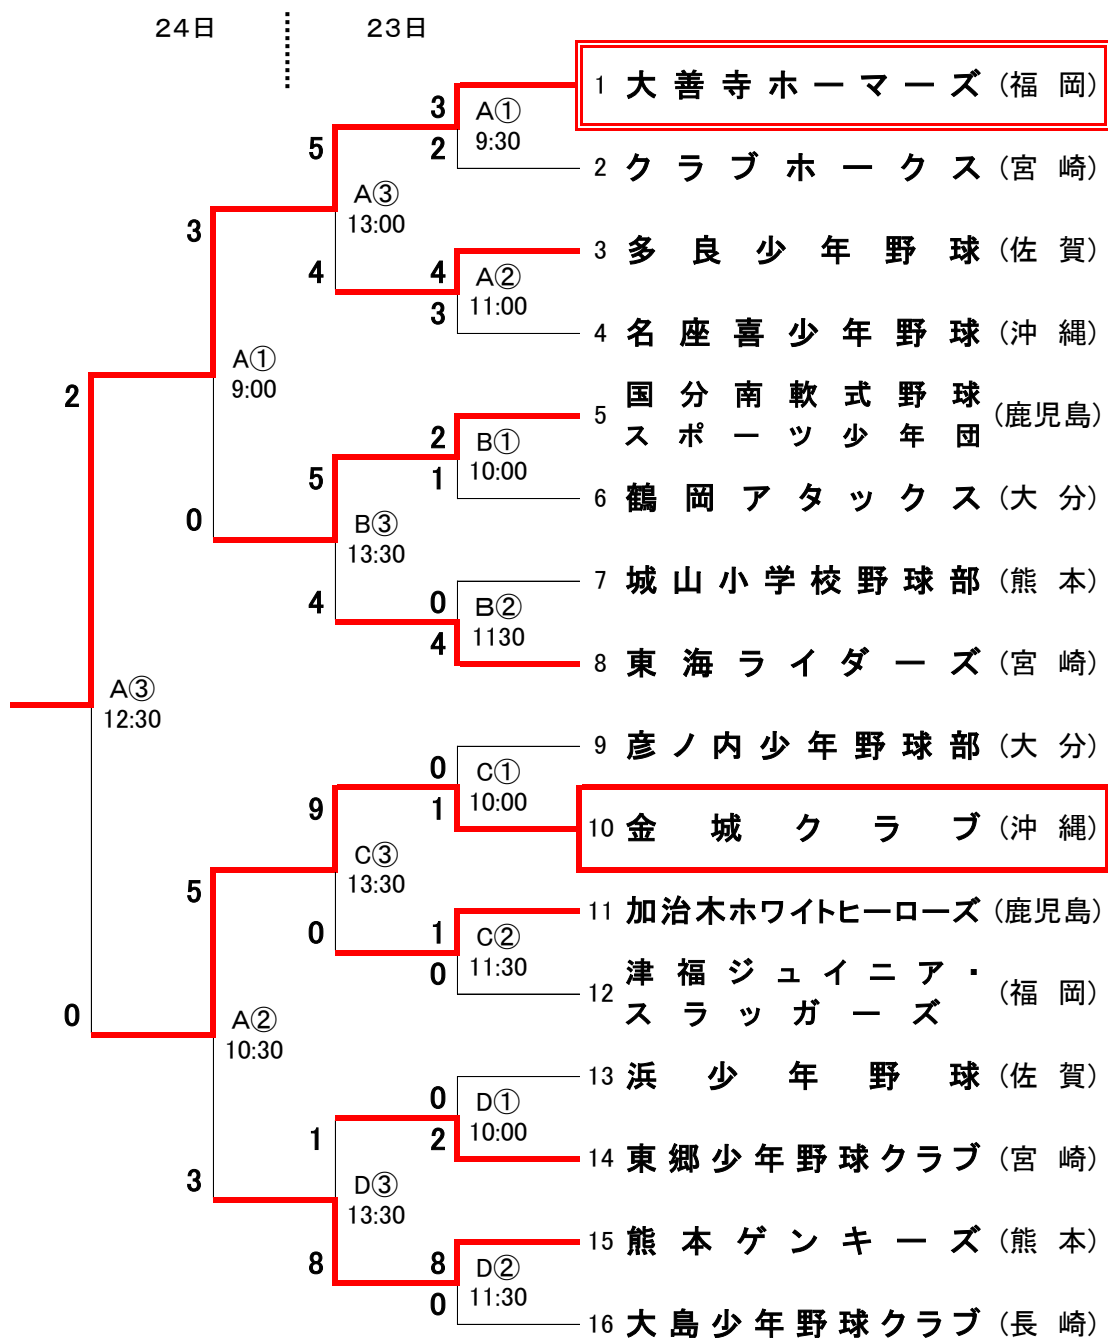 24日 23日
1 大善寺ホーマーズ (福岡)
3 A①
2 9:30
5
2 クラブホークス (宮崎)
A③
13:00
3
3 多良少年野球 (佐賀)
4 4 A②
3 11:00
4 名座喜少年野球 (沖縄)
A①
9:00
2
5 国分南軟式野球
スポーツ少年団 (鹿児島)
2 B①
1 10:00
5
6 鶴岡アタックス (大分)
0
B③
13:30
7 城山小学校野球部 (熊本)
4 0 B②
4 1130
8 東海ライダーズ (宮崎)
A③
12:30
9 彦ノ内少年野球部 (大分)
0 C①
1 10:00
9
10 金城クラブ (沖縄)
C③
13:30
5
11 加治木ホワイトヒーローズ (鹿児島)
0 1 C②
0 11:30
12 津福ジュイニア・
スラッガーズ (福岡)
0
A②
10:30
13 浜少年野球 (佐賀)
0 D①
2 10:00
1
14 東郷少年野球クラブ (宮崎)
3
D③
13:30
15 熊本ゲンキーズ (熊本)
8 8 D②
0 11:30
16 大島少年野球クラブ (長崎)